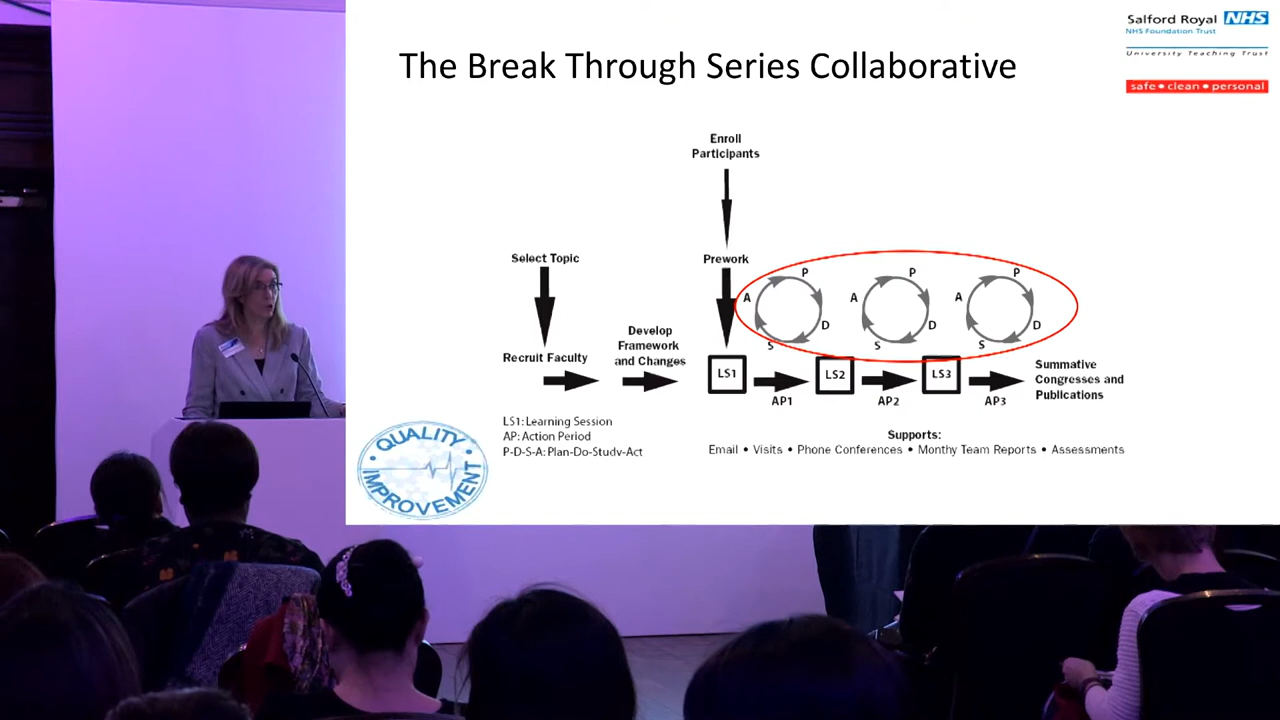 The Break Through Series Collaborative
Salford Royal NHS
NHS Foundation Trust
University Teaching Trust
safe • clean • personal
Enroll
Participants
Select Topic
Prework
Recruit Faculty
Develop
Framework
and Changes
P
A
D
S
P
A
D
S
P
A
D
S
LS1
LS2
LS3
AP1
AP2
AP3
Summative
Congresses and
Publications
LS1: Learning Session
AP: Action Period
P-D-S-A: Plan-Do-Studv-Act
Supports:
Email • Visits • Phone Conferences • Monthy Team Reports • Assessments
• QUALITY •
IMPROVEMENT